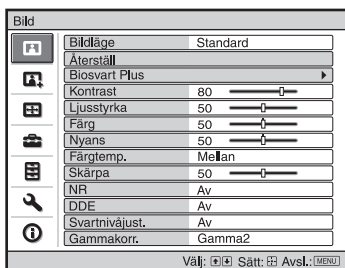 Bild
Bildläge Standard
Återställ
Biosvart Plus
Kontrast 80
Ljusstyrka 50
Färg 50
Nyans 50
Färgtemp. Mellan
Skärpa 50
NR Av
DDE Av
Svartnivåjust. Av
Gammakorr. Gamma2
Välj: Sätt: Avsl.: MENU